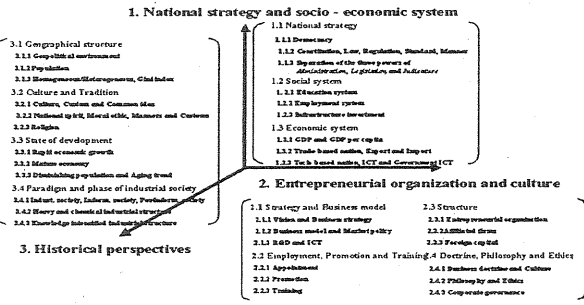 1. National strategy and socio - economic system
1.1 National strategy
1.1.1 Democracy
1.1.2 Constitution, Law, Regulation, Standard, Manner
1.1.3 Separation of the three powers of
Administration, Legislation, and Judicature
1.2 Social system
1.2.1 Education system
1.2.2 Employment system
1.2.3 Infrastructure investment
1.3 Economic system
1.3.1 GDP and GDP per capita
1.3.2 Trade based nation, Export and Import
1.3.3 Tech based nation, ICT and Government ICT
3.1 Geographical structure
3.1.1 Geopolitical environment
3.1.2 Population
3.1.3 Homogeneous/Heterogeneous, Gini index
3.2 Culture and Tradition
3.2.1 Culture, Custom and Common idea
3.2.2 National spirit, Moral ethic, Manners and Customs
3.2.3 Religion
3.3 State of development
3.3.1 Rapid economic growth
3.3.2 Mature economy
3.3.3 Diminishing population and Aging trend
3.4 Paradigm and phase of industrial society
3.4.1 Indust. society, Inform. society, society
3.4.2 Heavy and chemical industrial structure
2.4.3 Knowledge intensified industrial structure
3. Historical perspectives
2. Entrepreneurial organization and culture
2.1 Strategy and Business model
2.1.1 Vision and Business strategy
2.1.2 Business model and Market policy
2.1.3 R&D and ICT
2.2 Employment, Promotion and Training
2.2.1 Appointment
2.2.2 Promotion
2.2.3 Training
2.3 Structure
2.3.1 Entrepreneurial organization
2.3.2 Affiliated firms
2.3.3 Foreign capital
2.4 Doctrine, Philosophy and Ethics
2.4.1 Business doctrine and Culture
2.4.2 Philosophy and Ethics
2.4.3 Corporate governance